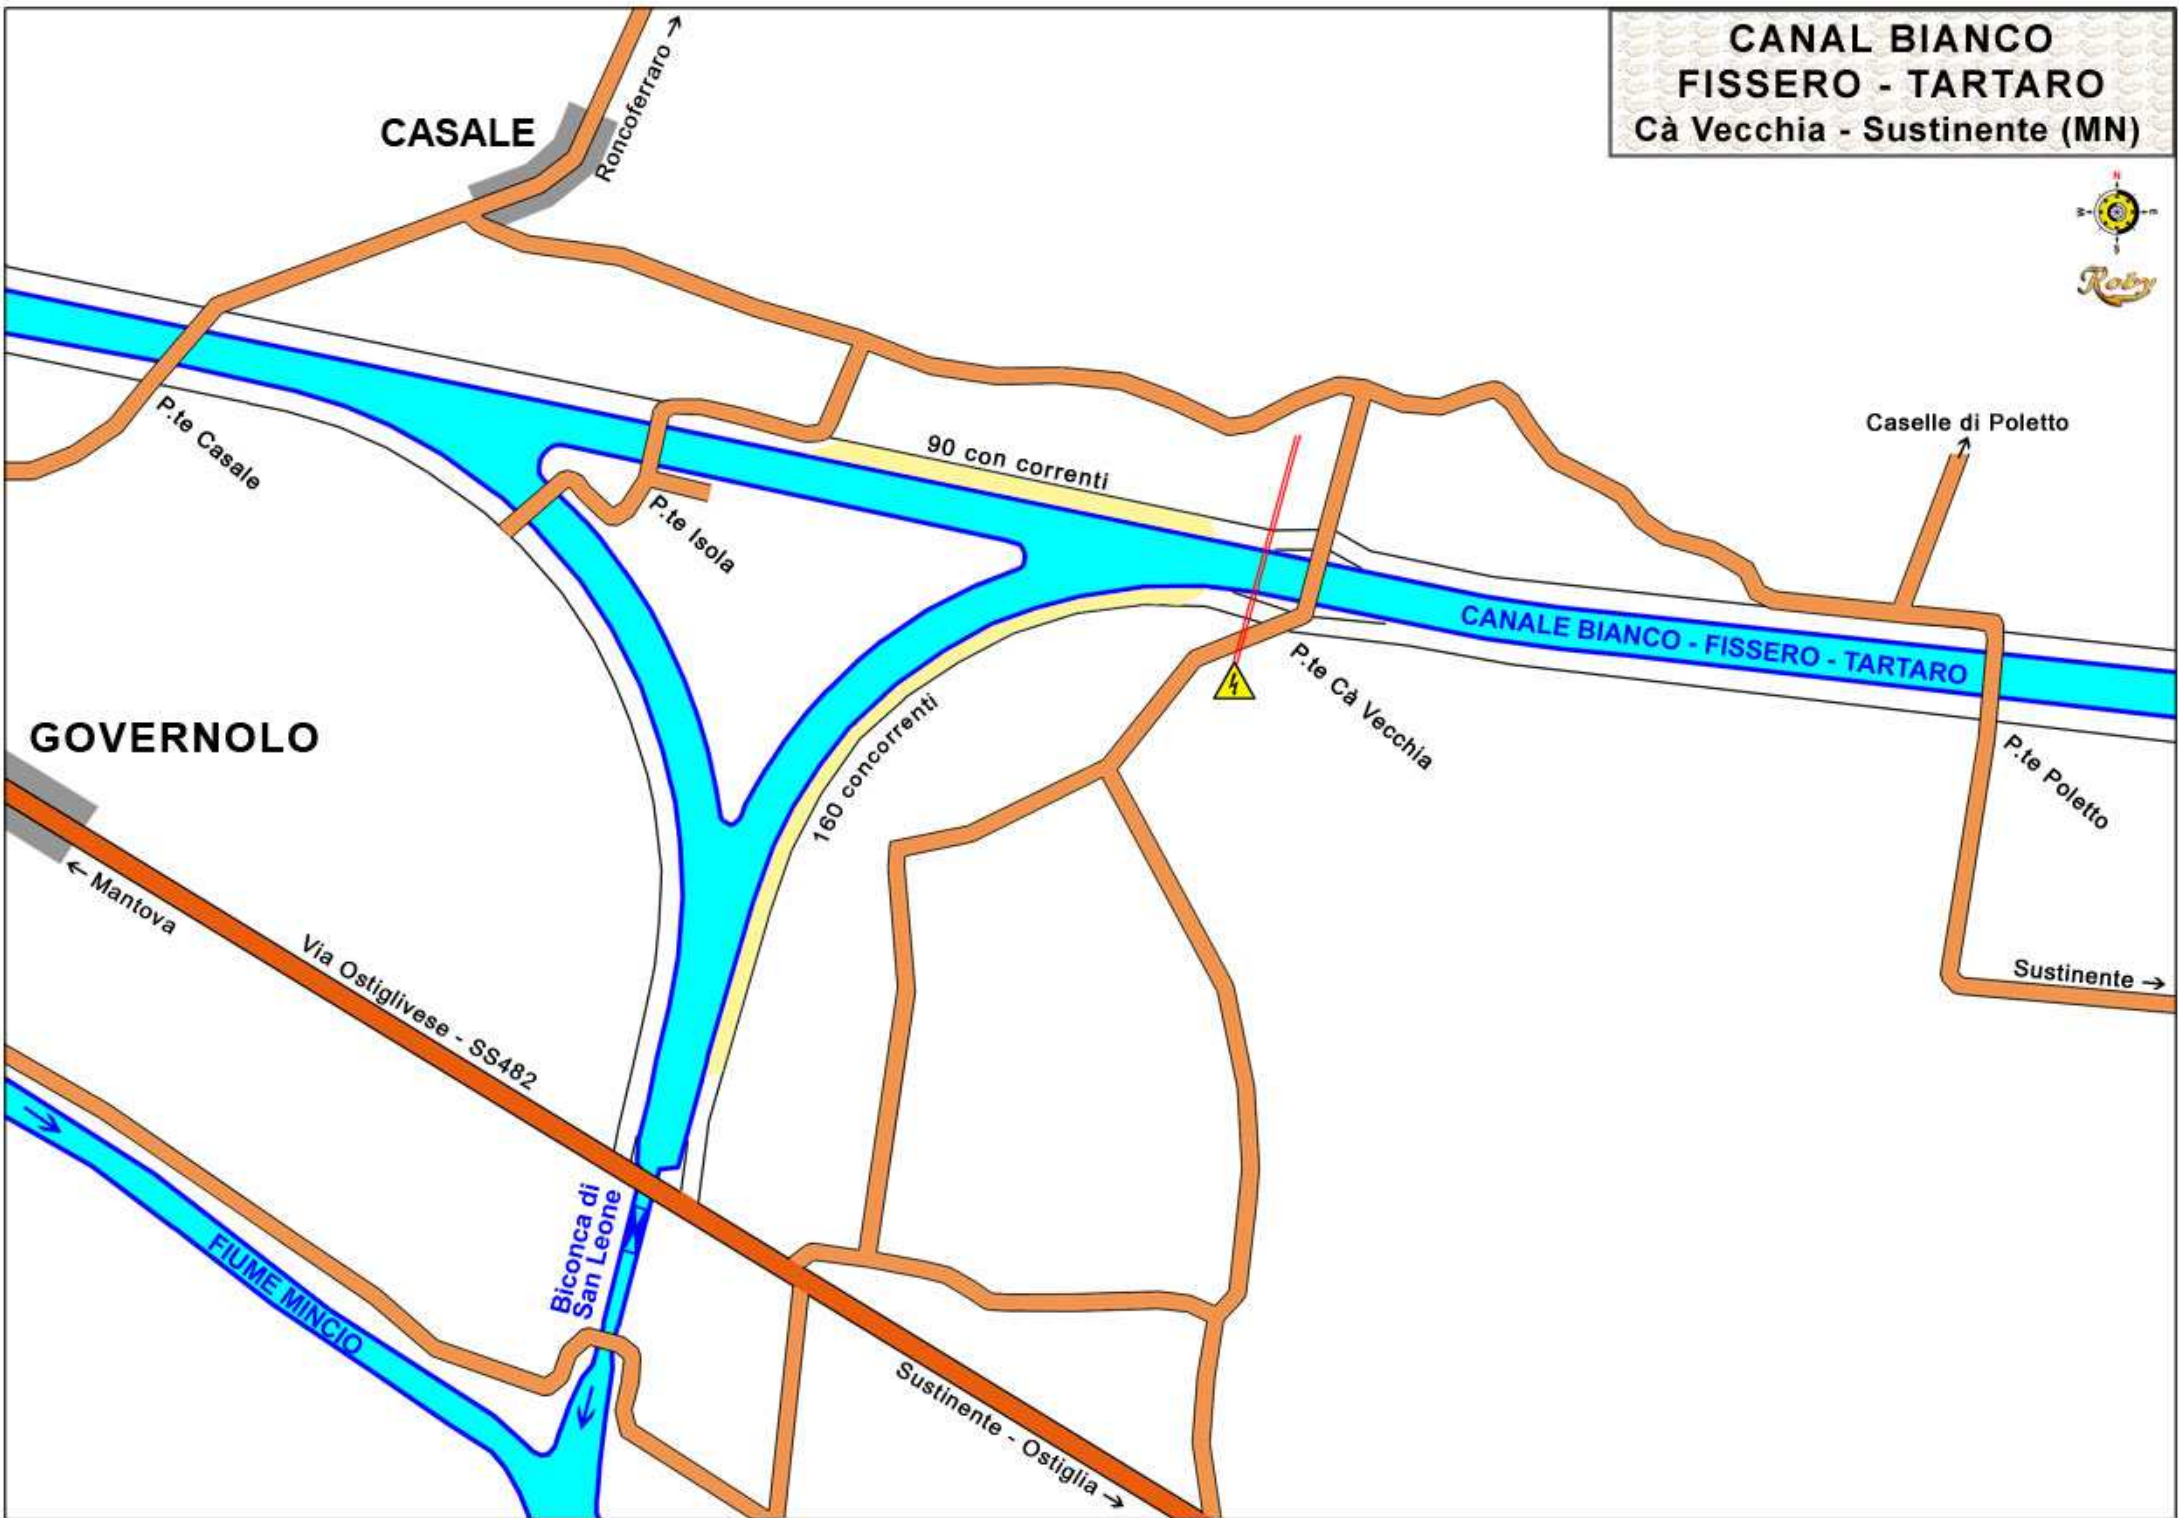 CANAL BIANCO
FISSERO - TARTARO
Cà Vecchia - Sustinente (MN)
N
W
E
S
Roby
CASALE
Roncoferraro →
P.te Casale
P.te Isola
90 con correnti
Caselle di Poletto
CANALE BIANCO - FISSERO - TARTARO
P.te Cà Vecchia
P.te Poletto
160 concorrenti
GOVERNOLO
← Mantova
Via Ostiglivese - SS482
Sustinente →
Biconca di
San Leone
FIUME MINCIO
Sustinente - Ostiglia →